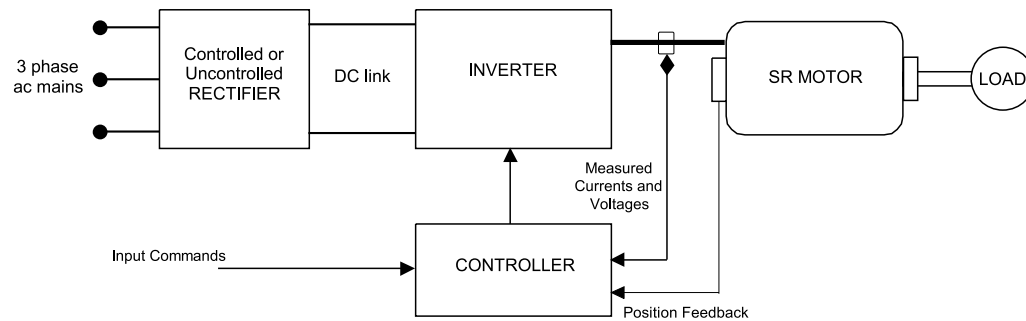 3 phase
ac mains
Controlled or
Uncontrolled
RECTIFIER
DC link
INVERTER
SR MOTOR
LOAD
Measured
Currents and
Voltages
Input Commands
CONTROLLER
Position Feedback